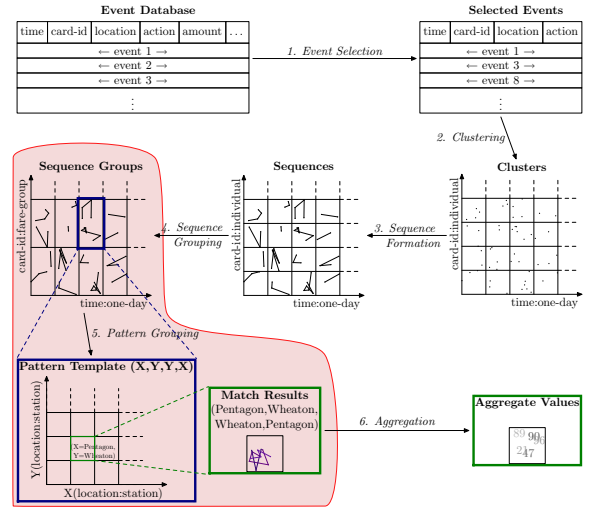 Event Database
time card-id location action amount ...
← event 1 →
← event 2 →
← event 3 →
⋮
1. Event Selection
Selected Events
time card-id location action
← event 1 →
← event 3 →
← event 8 →
⋮
2. Clustering
Clusters
card-id:individual
time:one-day
3. Sequence
Formation
Sequences
card-id:individual
time:one-day
4. Sequence
Grouping
Sequence Groups
card-id:fare-group
time:one-day
5. Pattern Grouping
Pattern Template (X,Y,Y,X)
Y(location:station)
X=Pentagon,
Y=Wheaton)
X(location:station)
Match Results
(Pentagon,Wheaton,
Wheaton,Pentagon)
6. Aggregation
Aggregate Values
89 90
47